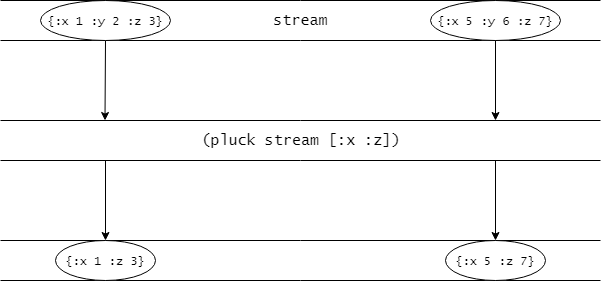 {:x 1 :y 2 :z 3} stream {:x 5 :y 6 :z 7}
(pluck stream [:x :z])
{:x 1 :z 3} {:x 5 :z 7}